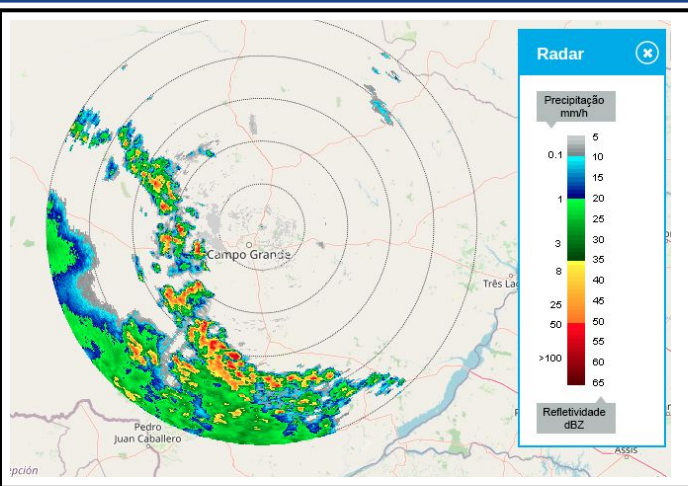 Radar
Precipitação
mm/h
5
0.1
10
15
1
20
25
3
30
35
8
40
25
45
50
50
55
>100
60
65
Refletividade
dBZ
Campo Grande
Pedro
Juan Caballero
Assis